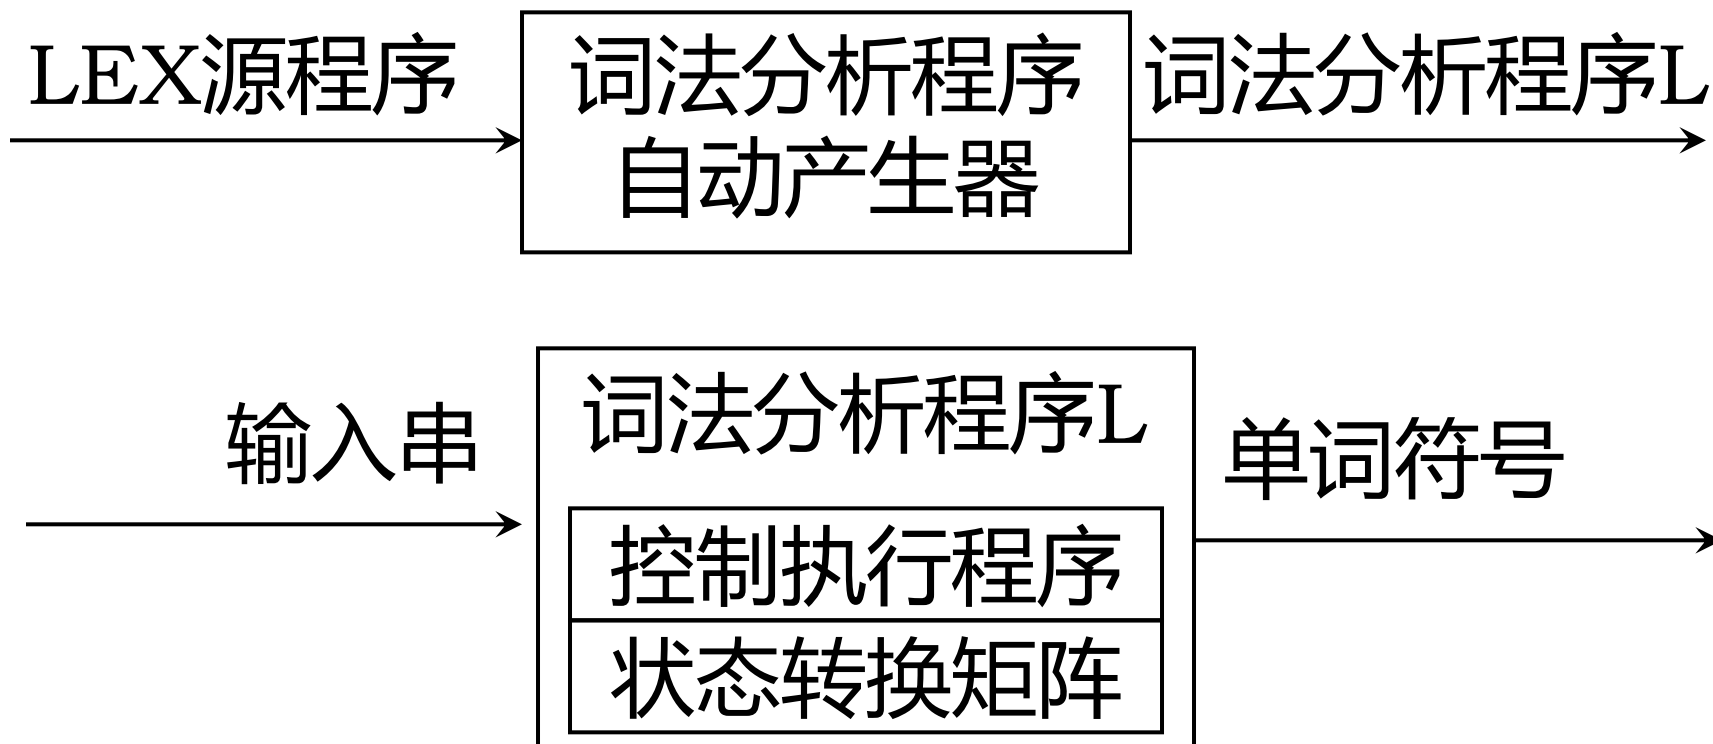 LEX源程序
词法分析程序
自动产生器
词法分析程序L
输入串
词法分析程序L
控制执行程序
状态转换矩阵
单词符号